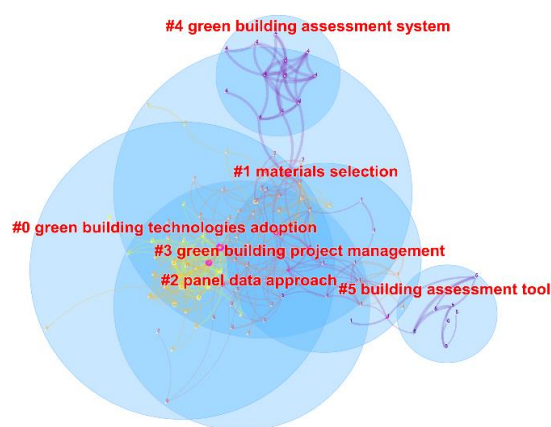 #4 green building assessment system
#1 materials selection
#0 green building technologies adoption
#3 green building project management
#2 panel data approach
#5 building assessment tool